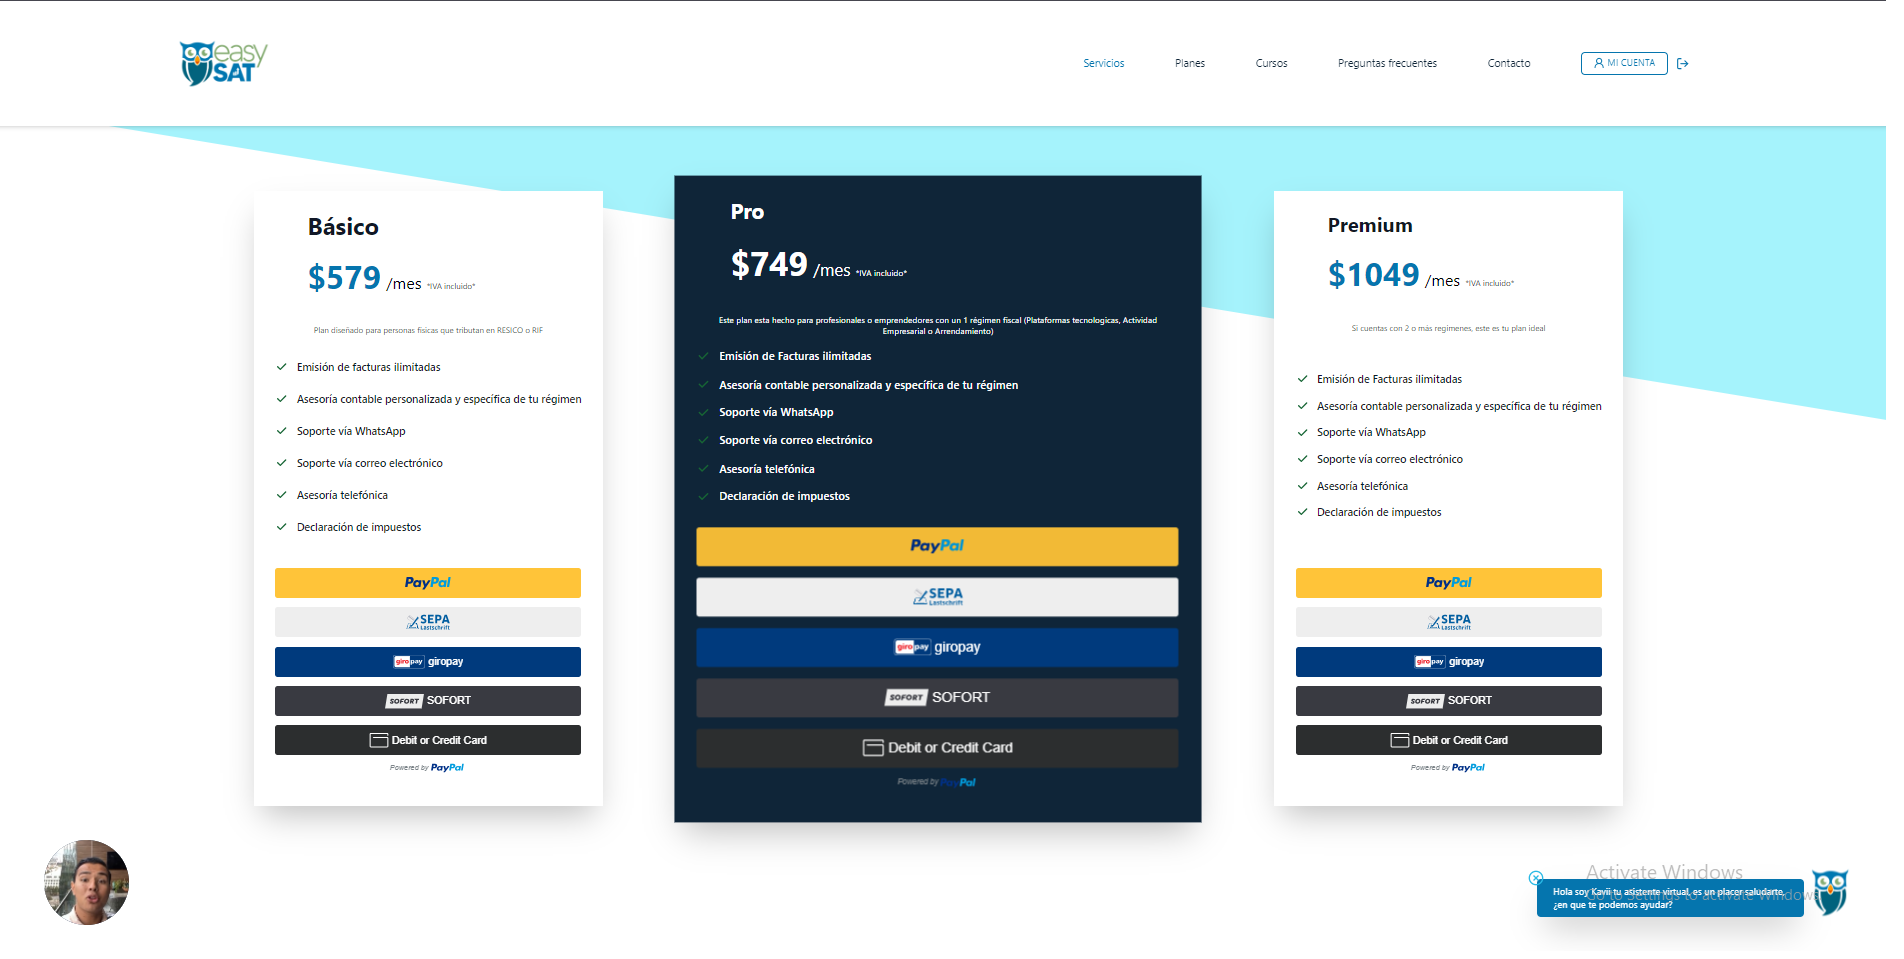 easy
SAT
Servicios
Planes
Cursos
Preguntas frecuentes
Contacto
MI CUENTA
Básico
$579 /mes *IVA incluido*
Plan diseñado para personas fisicas que tributan en RESICO o RIF
Emisión de facturas ilimitadas
Asesoría contable personalizada y específica de tu régimen
Soporte vía WhatsApp
Soporte vía correo electrónico
Asesoría telefónica
Declaración de impuestos
PayPal
SEPA
Lastschrift
giropay giropay
SOFORT SOFORT
Debit or Credit Card
Powered by PayPal
Pro
$749 /mes *IVA incluido*
Este plan esta hecho para profesionales o emprendedores con un 1 régimen fiscal (Plataformas tecnologicas, Actividad
Empresarial o Arrendamiento)
Emisión de Facturas ilimitadas
Asesoría contable personalizada y específica de tu régimen
Soporte vía WhatsApp
Soporte vía correo electrónico
Asesoría telefónica
Declaración de impuestos
PayPal
SEPA
Lastschrift
giropay giropay
SOFORT SOFORT
Debit or Credit Card
Powered by PayPal
Premium
$1049 /mes *IVA incluido*
Si cuentas con 2 o más regimenes, este es tu plan ideal
Emisión de Facturas ilimitadas
Asesoría contable personalizada y específica de tu régimen
Soporte vía WhatsApp
Soporte vía correo electrónico
Asesoría telefónica
Declaración de impuestos
PayPal
SEPA
Lastschrift
giropay giropay
SOFORT SOFORT
Debit or Credit Card
Powered by PayPal
Activate Windows
Go to Settings to activate Windows
Hola soy Kavii tu asistente virtual, es un placer saludarte,
¿en que te podemos ayudar?